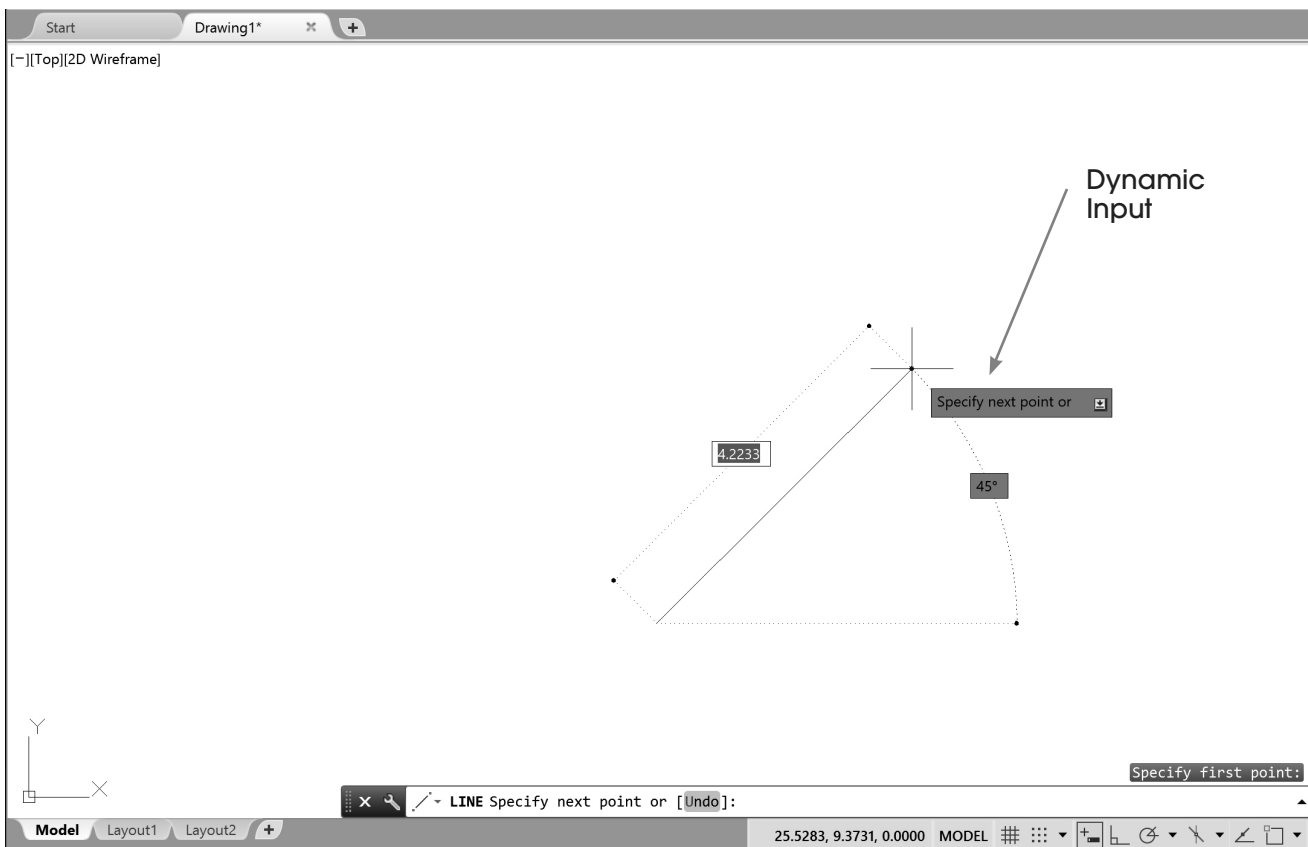 Start
Drawing1*
[−][Top][2D Wireframe]
Dynamic
Input
Specify next point or
4.2233
45°
Y
X
Specify first point:
LINE Specify next point or [Undo]:
Model Layout1 Layout2 +
25.5283, 9.3731, 0.0000 MODEL